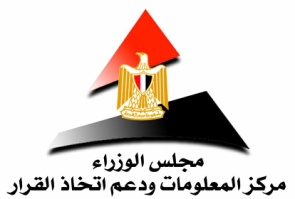 مجلس الوزراء
مركز المعلومات ودعم اتخاذ القرار